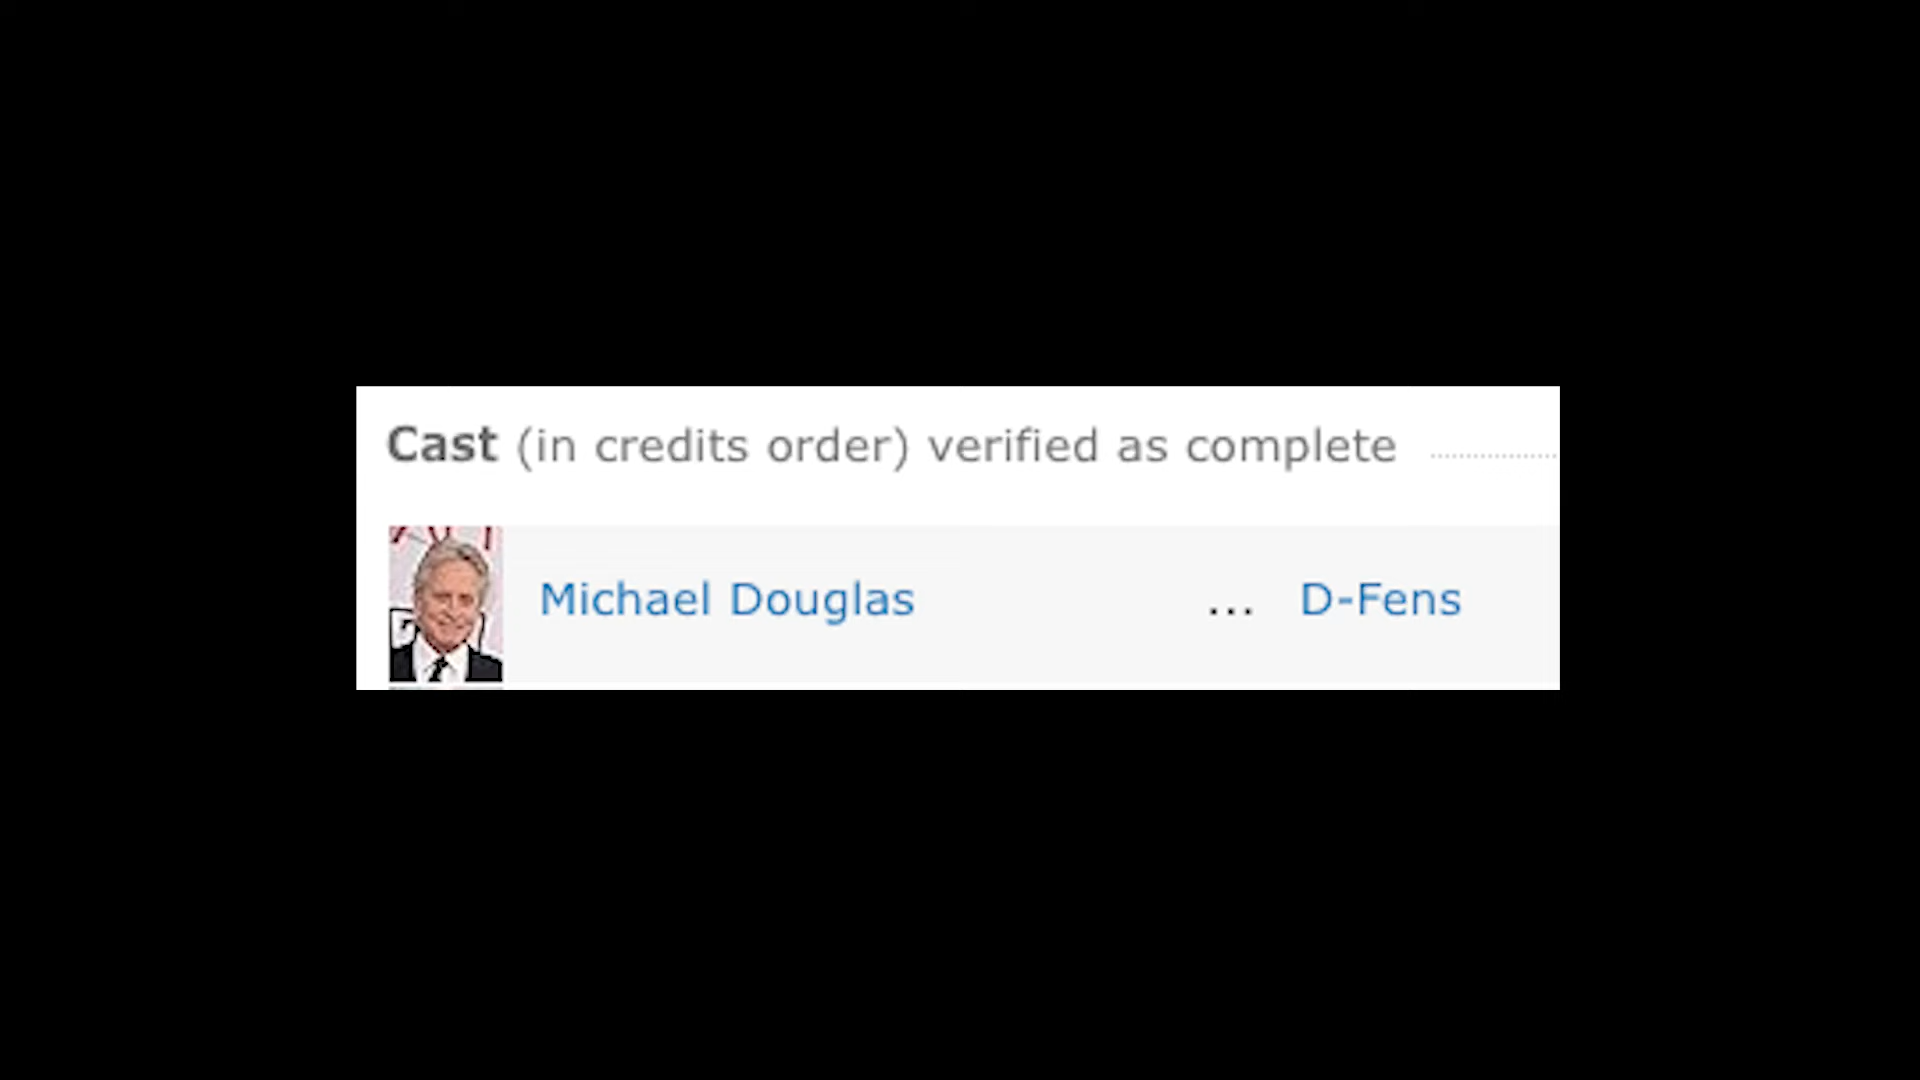 Cast (in credits order) verified as complete
Michael Douglas ... D-Fens